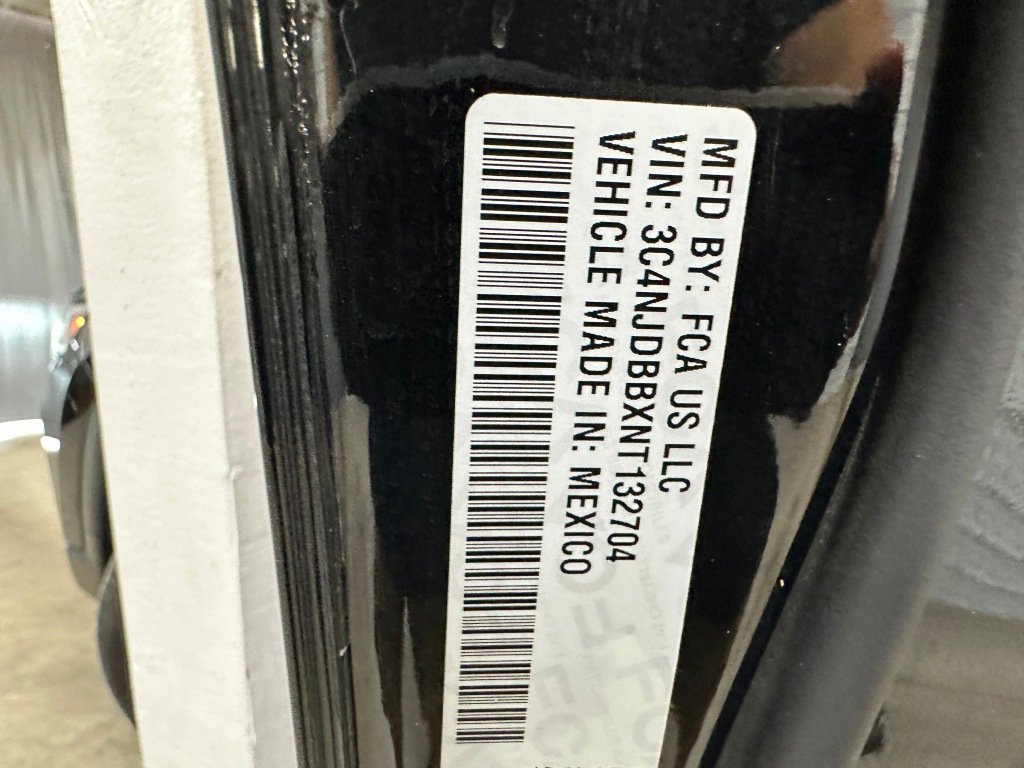 MFD BY: FCA US LLC
VIN: 3C4NJDBBXNT132704
VEHICLE MADE IN: MEXICO